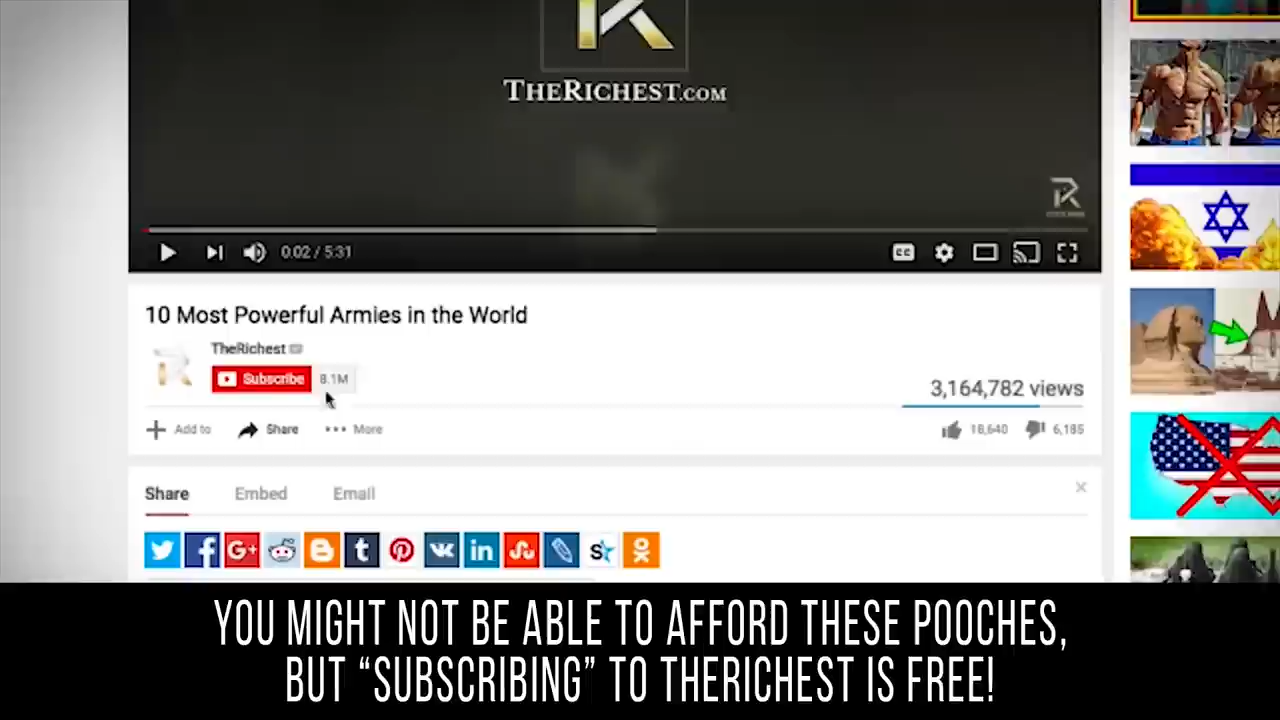 THERICHEST.COM
0:02 / 5:31
CC
10 Most Powerful Armies in the World
TheRichest
Subscribe 8.1M
3,164,782 views
Add to Share More
18,640 6,185
Share Embed Email
YOU MIGHT NOT BE ABLE TO AFFORD THESE POOCHES,
BUT “SUBSCRIBING” TO THERICHEST IS FREE!